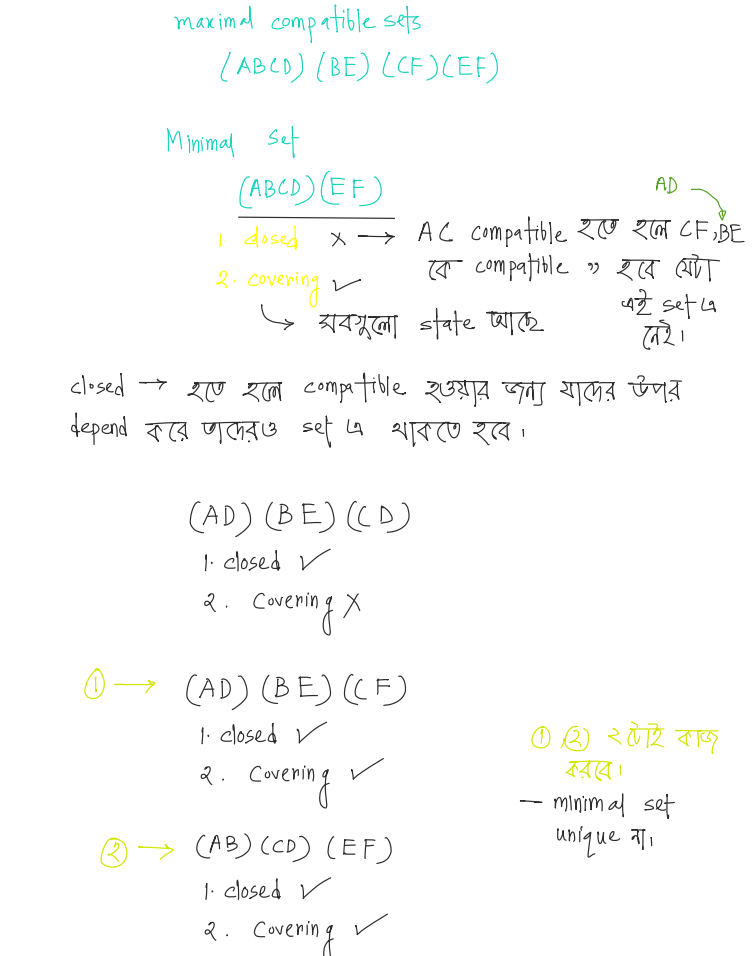 maximal compatible sets
(ABCD) (BE) (CF) (EF)
Minimal set
(ABCD) (EF)
AD
1. closed × → AC compatible হতে হলে CF, BE
কে compatible " হবে যেটা
এই set এ
নেই।
2. covering ✓
↳ সবগুলো state আছে
closed → হতে হলে compatible হওয়ার জন্য যাদের উপর
depend করে তাদেরও set এ থাকতে হবে।
(AD) (BE) (CD)
1. closed ✓
2. Covering ×
① → (AD) (BE) (CF)
1. closed ✓
2. Covering ✓
①, ② ২টোই কাজ
করবে।
— minimal set
unique না।
② → (AB) (CD) (EF)
1. closed ✓
2. Covering ✓